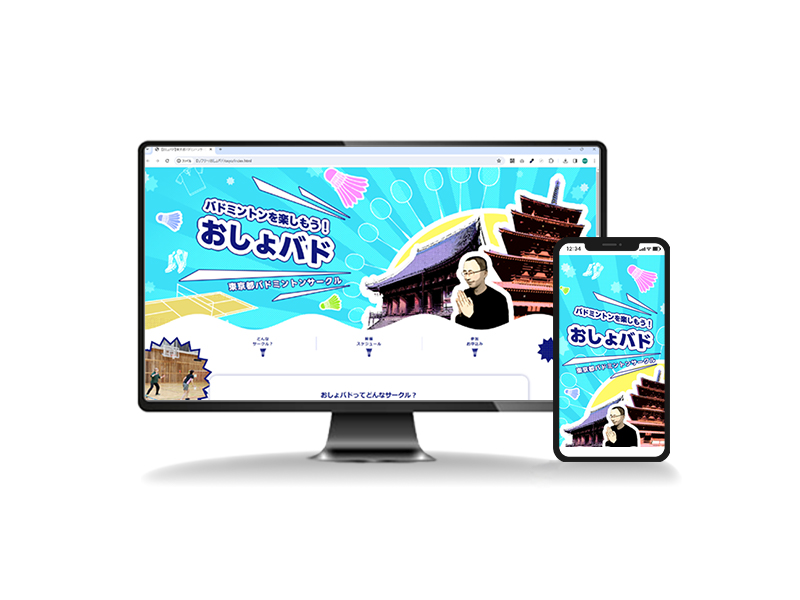 バドミントンを楽しもう！
おしょバド
東京都バドミントンサークル
どんな
サークル？
開催
スケジュール
参加
お申込み
おしょバドってどんなサークル？
12:34
バドミントンを楽しもう！
おしょバド
東京都バドミントンサークル